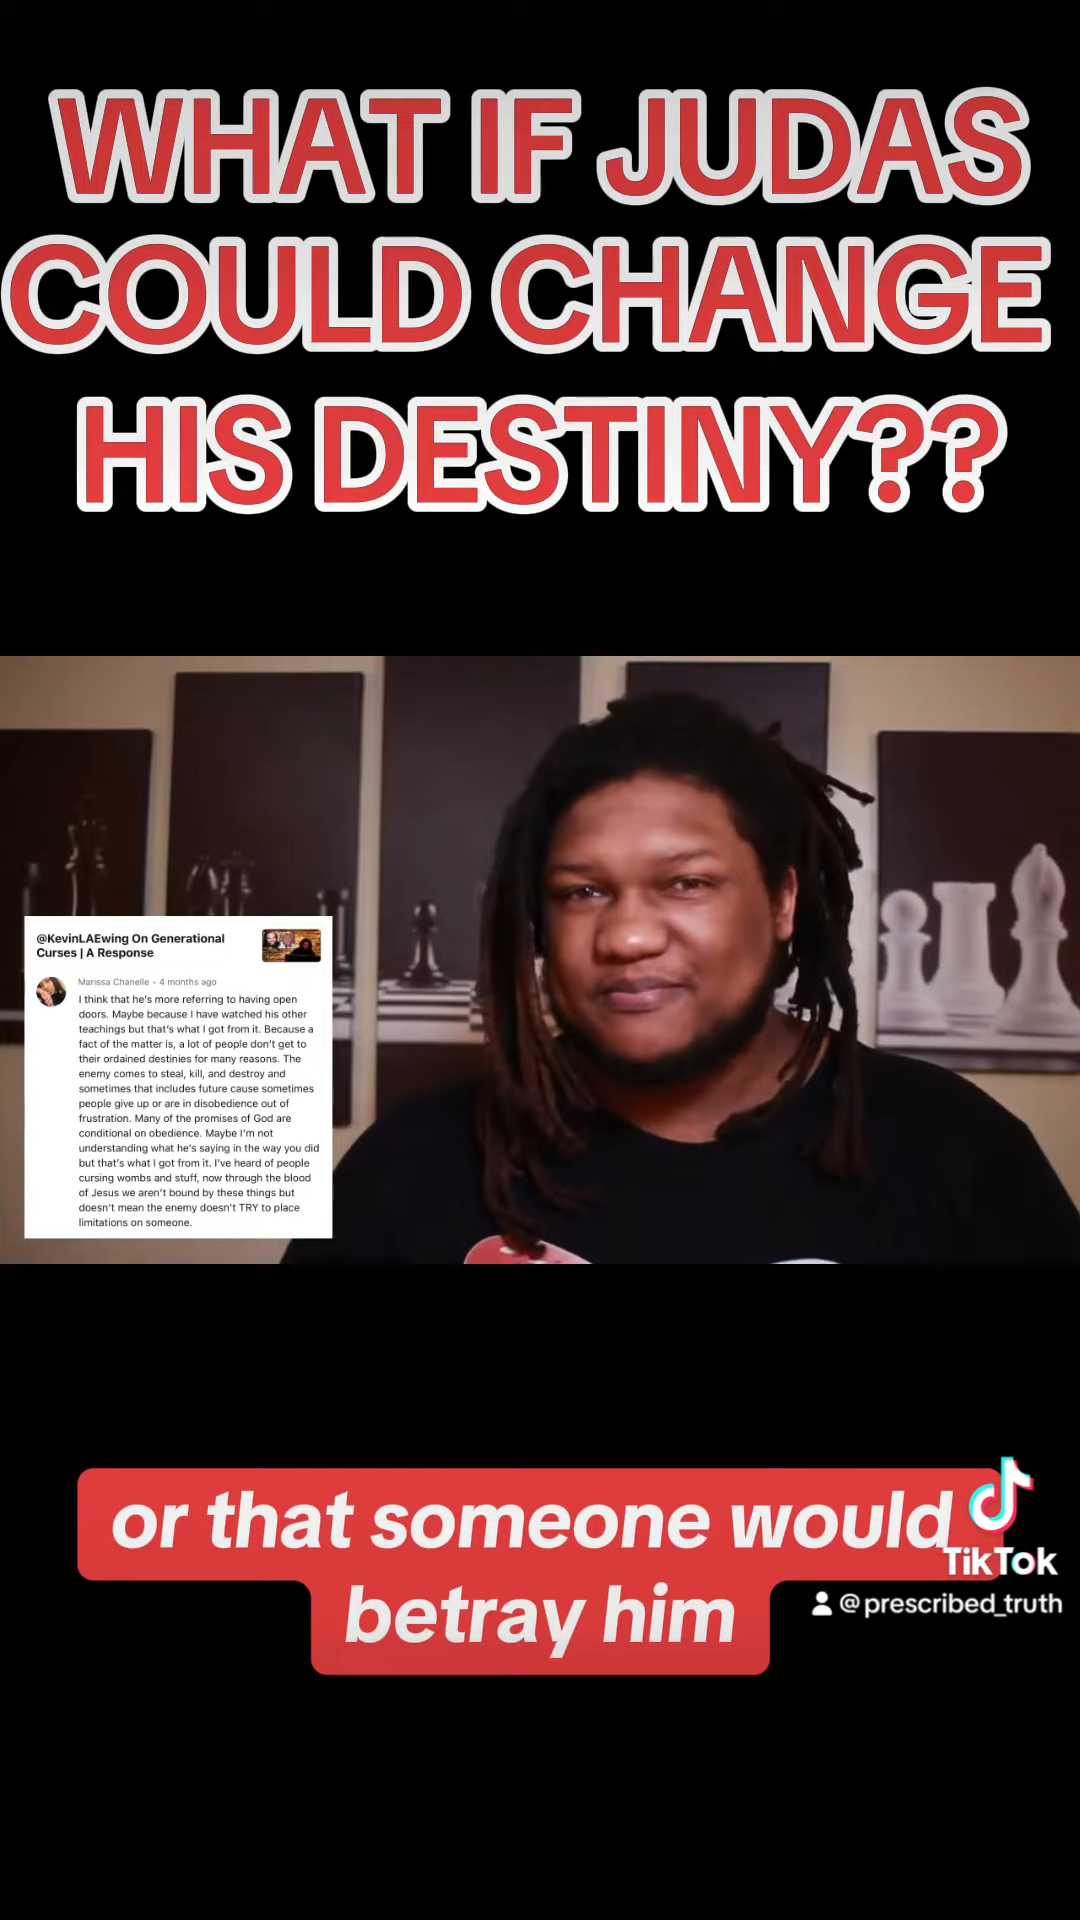 WHAT IF JUDAS
COULD CHANGE
HIS DESTINY??
@KevinLAEwing On Generational
Curses | A Response
Marissa Chanelle • 4 months ago
I think that he's more referring to having open
doors. Maybe because I have watched his other
teachings but that's what I got from it. Because a
fact of the matter is, a lot of people don't get to
their ordained destinies for many reasons. The
enemy comes to steal, kill, and destroy and
sometimes that includes future cause sometimes
people give up or are in disobedience out of
frustration. Many of the promises of God are
conditional on obedience. Maybe I'm not
understanding what he's saying in the way you did
but that's what I got from it. I've heard of people
cursing wombs and stuff, now through the blood
of Jesus we aren't bound by these things but
doesn't mean the enemy doesn't TRY to place
limitations on someone.
or that someone would
betray him
TikTok
@prescribed_truth